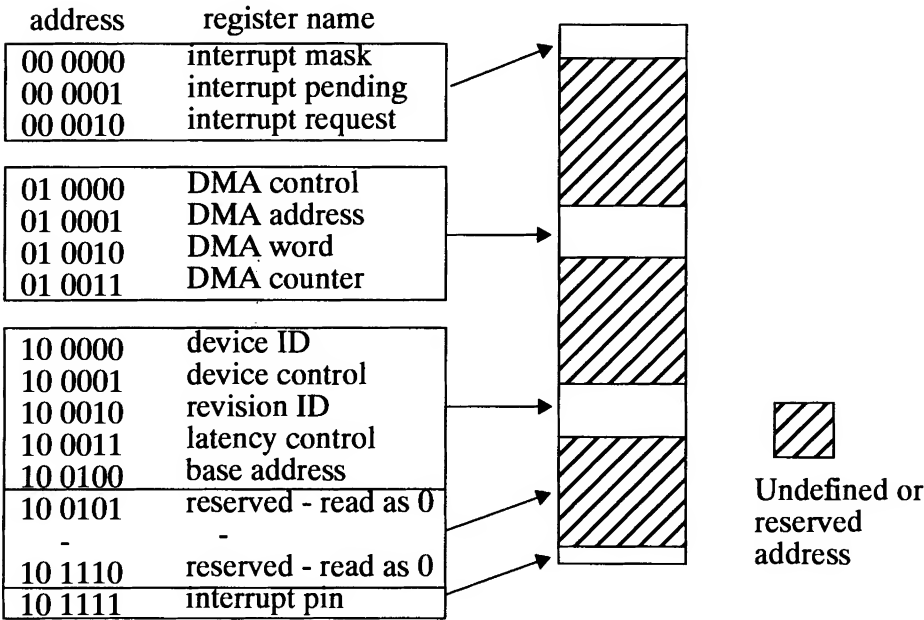 address register name
00 0000 interrupt mask
00 0001 interrupt pending
00 0010 interrupt request
01 0000 DMA control
01 0001 DMA address
01 0010 DMA word
01 0011 DMA counter
10 0000 device ID
10 0001 device control
10 0010 revision ID
10 0011 latency control
10 0100 base address
10 0101 reserved - read as 0
- -
10 1110 reserved - read as 0
10 1111 interrupt pin
Undefined or
reserved
address